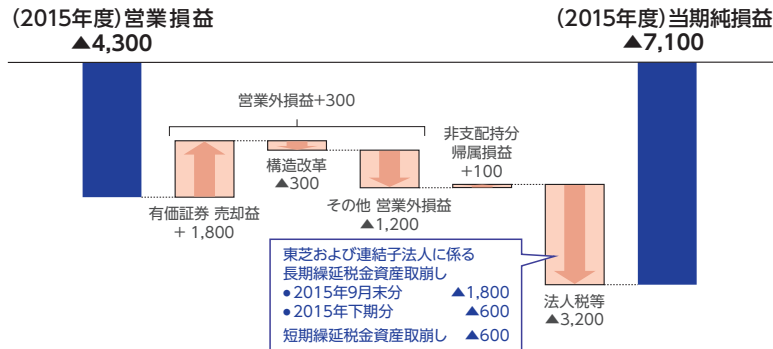 (2015年度)営業損益
▲4,300
(2015年度)当期純損益
▲7,100
営業外損益+300
有価証券 売却益
+ 1,800
構造改革
▲300
その他 営業外損益
▲1,200
非支配持分
帰属損益
+100
法人税等
▲3,200
東芝および連結子法人に係る
長期繰延税金資産取崩し
● 2015年9月末分 ▲1,800
● 2015年下期分 ▲600
短期繰延税金資産取崩し ▲600